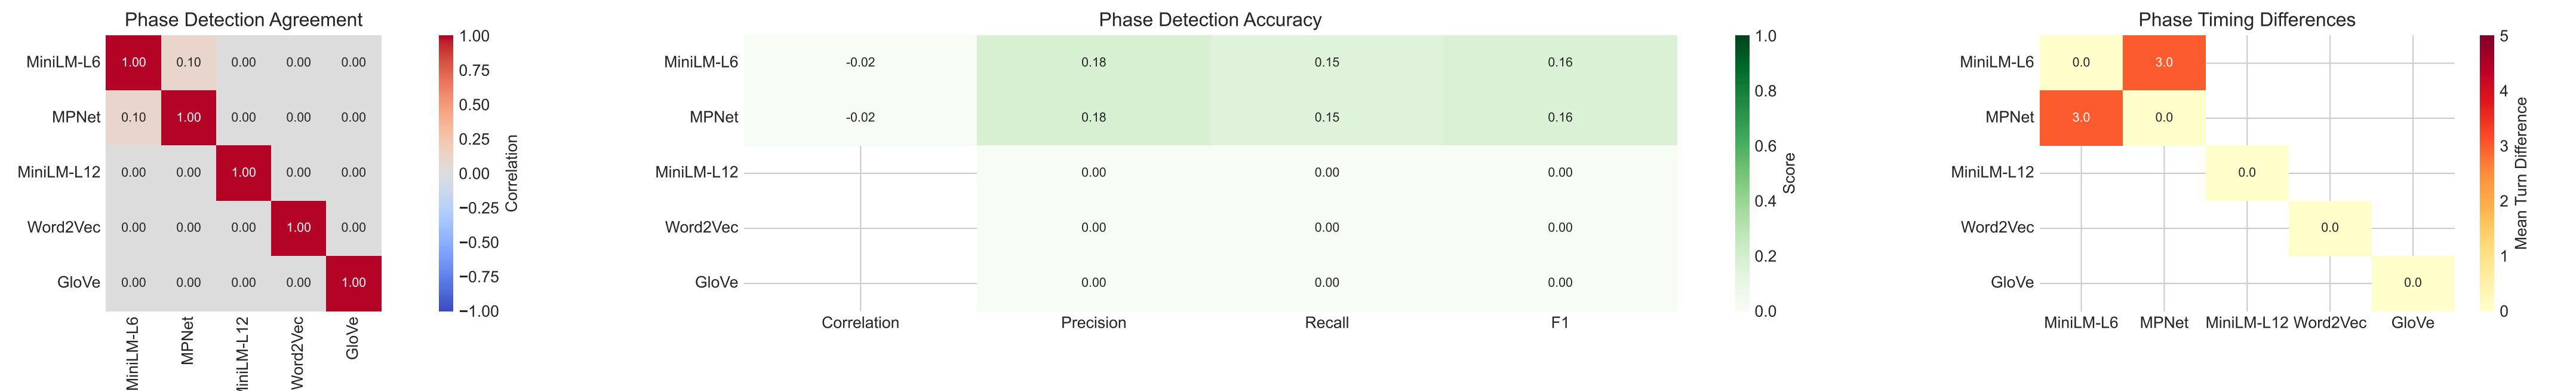 Phase Detection Agreement
MiniLM-L6 1.00 0.10 0.00 0.00 0.00
MPNet 0.10 1.00 0.00 0.00 0.00
MiniLM-L12 0.00 0.00 1.00 0.00 0.00
Word2Vec 0.00 0.00 0.00 1.00 0.00
GloVe 0.00 0.00 0.00 0.00 1.00
MiniLM-L6 MPNet MiniLM-L12 Word2Vec GloVe
1.00
0.75
0.50
0.25
0.00
−0.25
−0.50
−0.75
−1.00
Correlation
Phase Detection Accuracy
MiniLM-L6 -0.02 0.18 0.15 0.16
MPNet -0.02 0.18 0.15 0.16
MiniLM-L12 0.00 0.00 0.00
Word2Vec 0.00 0.00 0.00
GloVe 0.00 0.00 0.00
Correlation Precision Recall F1
1.0
0.8
0.6
0.4
0.2
0.0
Score
Phase Timing Differences
MiniLM-L6 0.0 3.0
MPNet 3.0 0.0
MiniLM-L12 0.0
Word2Vec 0.0
GloVe 0.0
MiniLM-L6 MPNet MiniLM-L12 Word2Vec GloVe
5
4
3
2
1
0
Mean Turn Difference